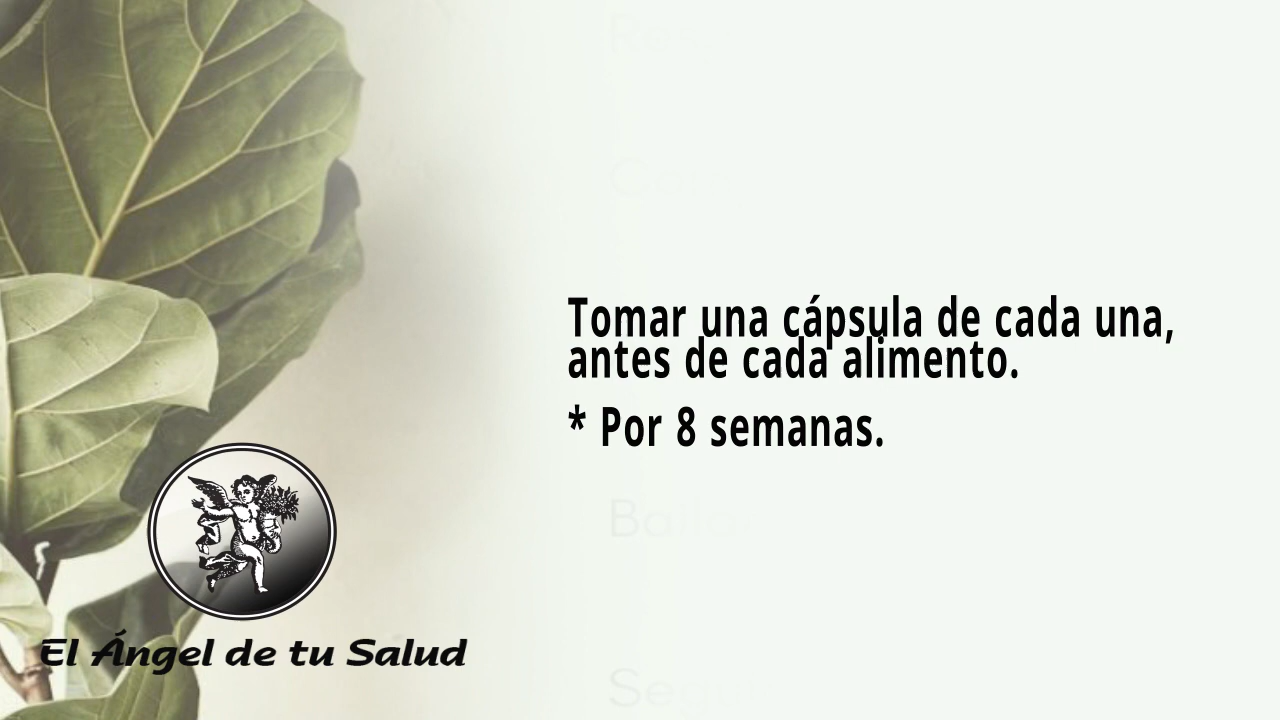 Tomar una cápsula de cada una,
antes de cada alimento.
* Por 8 semanas.
El Ángel de tu Salud